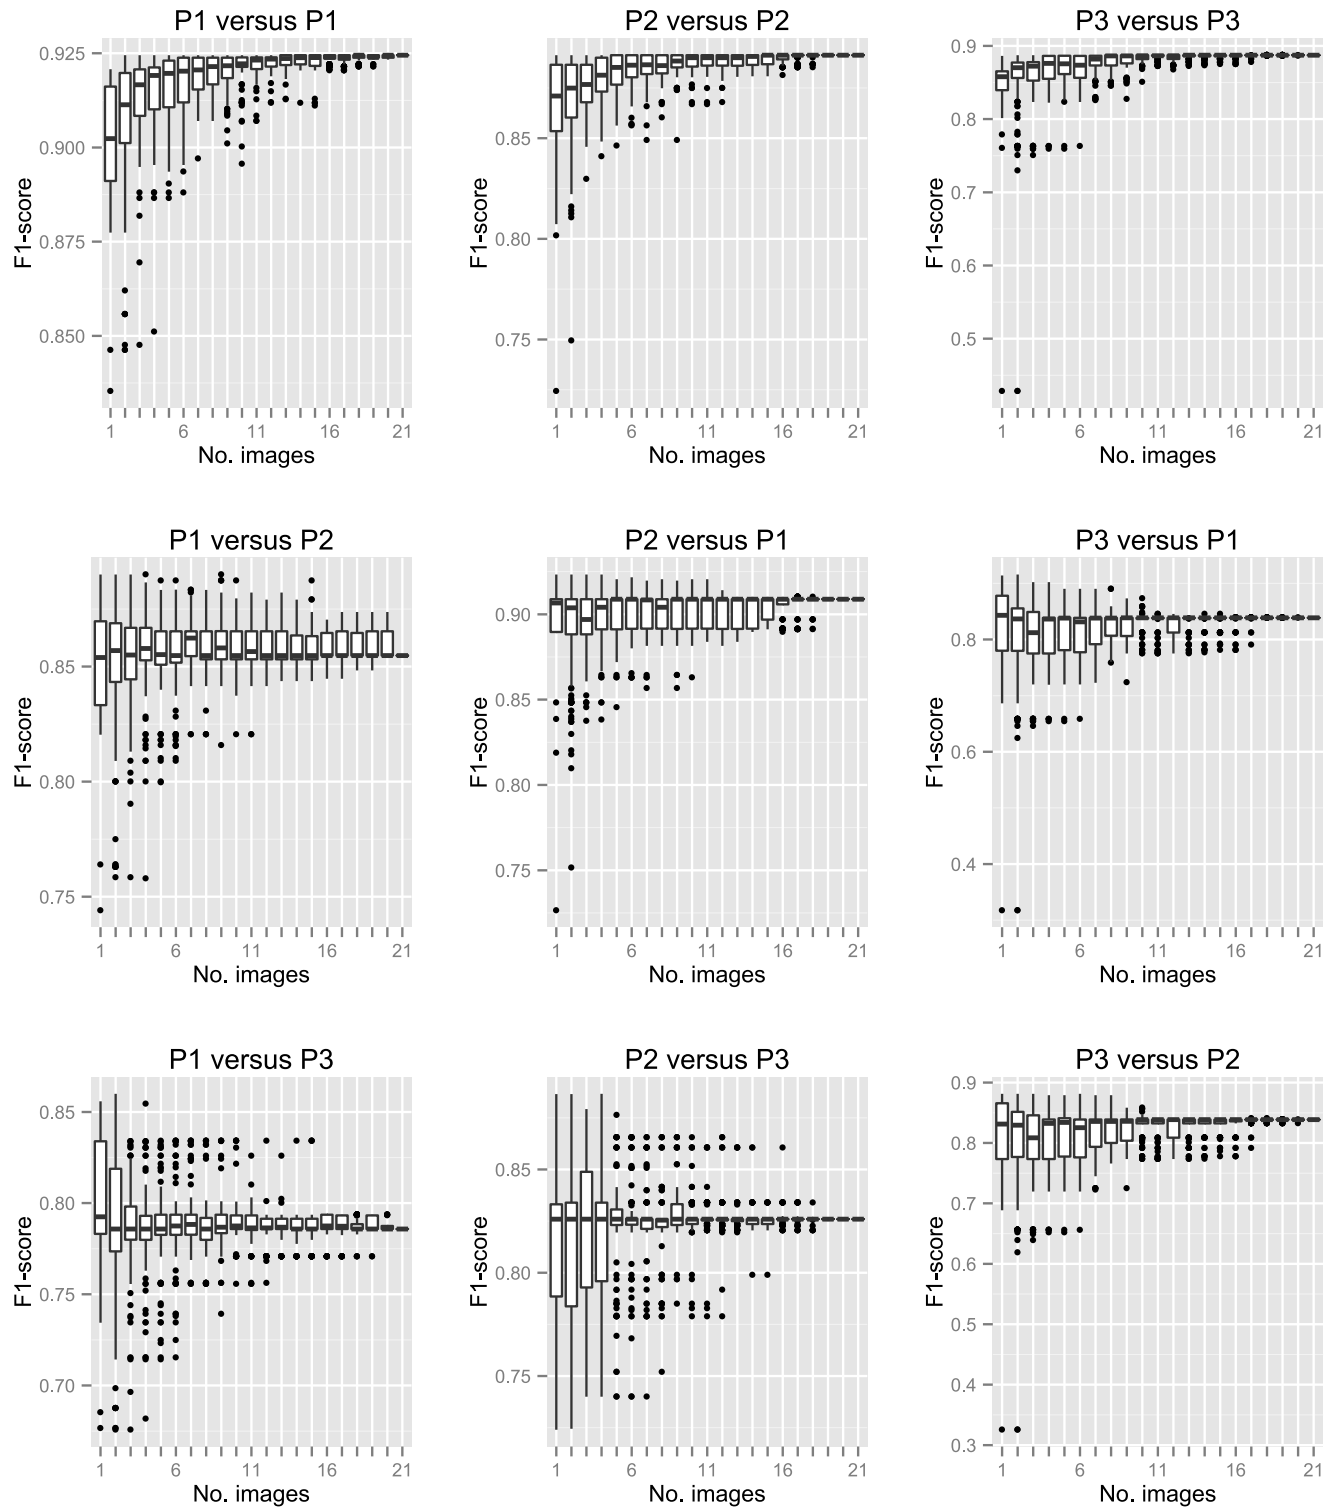 P1 versus P1
0.925
0.900
0.875
0.850
F1-score
1 6 11 16 21
No. images
P2 versus P2
0.85
0.80
0.75
F1-score
1 6 11 16 21
No. images
P3 versus P3
0.9
0.8
0.7
0.6
0.5
F1-score
1 6 11 16 21
No. images
P1 versus P2
0.85
0.80
0.75
F1-score
1 6 11 16 21
No. images
P2 versus P1
0.90
0.85
0.80
0.75
F1-score
1 6 11 16 21
No. images
P3 versus P1
0.8
0.6
0.4
F1-score
1 6 11 16 21
No. images
P1 versus P3
0.85
0.80
0.75
0.70
F1-score
1 6 11 16 21
No. images
P2 versus P3
0.85
0.80
0.75
F1-score
1 6 11 16 21
No. images
P3 versus P2
0.9
0.8
0.7
0.6
0.5
0.4
0.3
F1-score
1 6 11 16 21
No. images